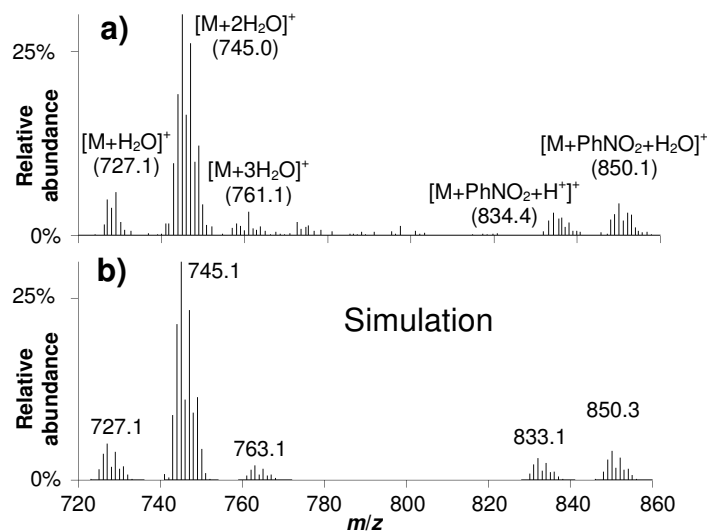 a)
25%
[M+2H₂O]⁺
(745.0)
[M+H₂O]⁺
(727.1)
[M+3H₂O]⁺
(761.1)
[M+PhNO₂+H⁺]⁺
(834.4)
[M+PhNO₂+H₂O]⁺
(850.1)
Relative
abundance
0%
b)
745.1
25%
Simulation
727.1
763.1
833.1
850.3
Relative
abundance
0%
720 740 760 780 800 820 840 860
m/z